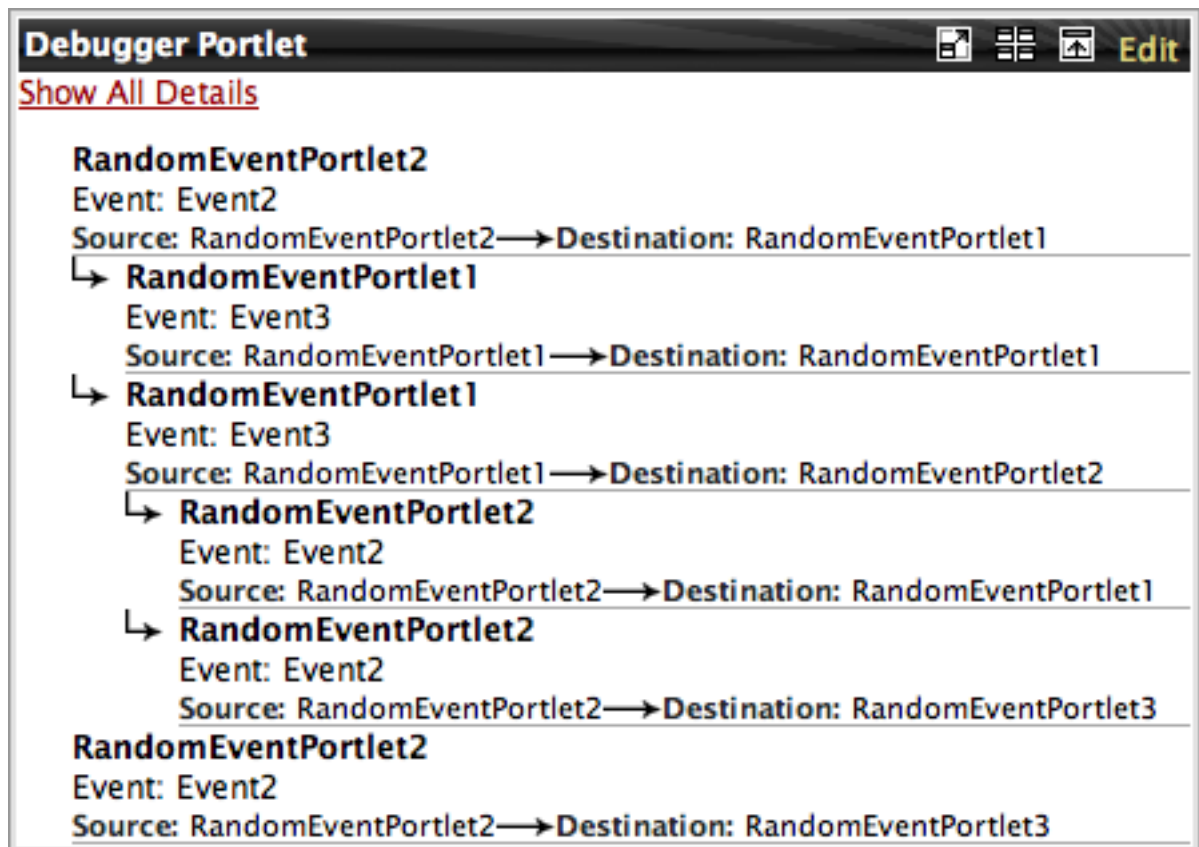 Debugger Portlet Edit
Show All Details
RandomEventPortlet2
Event: Event2
Source: RandomEventPortlet2⟶Destination: RandomEventPortlet1
RandomEventPortlet1
Event: Event3
Source: RandomEventPortlet1⟶Destination: RandomEventPortlet1
RandomEventPortlet1
Event: Event3
Source: RandomEventPortlet1⟶Destination: RandomEventPortlet2
RandomEventPortlet2
Event: Event2
Source: RandomEventPortlet2⟶Destination: RandomEventPortlet1
RandomEventPortlet2
Event: Event2
Source: RandomEventPortlet2⟶Destination: RandomEventPortlet3
RandomEventPortlet2
Event: Event2
Source: RandomEventPortlet2⟶Destination: RandomEventPortlet3